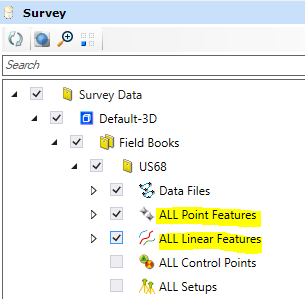 Survey
Search
Survey Data
Default-3D
Field Books
US68
Data Files
ALL Point Features
ALL Linear Features
ALL Control Points
ALL Setups